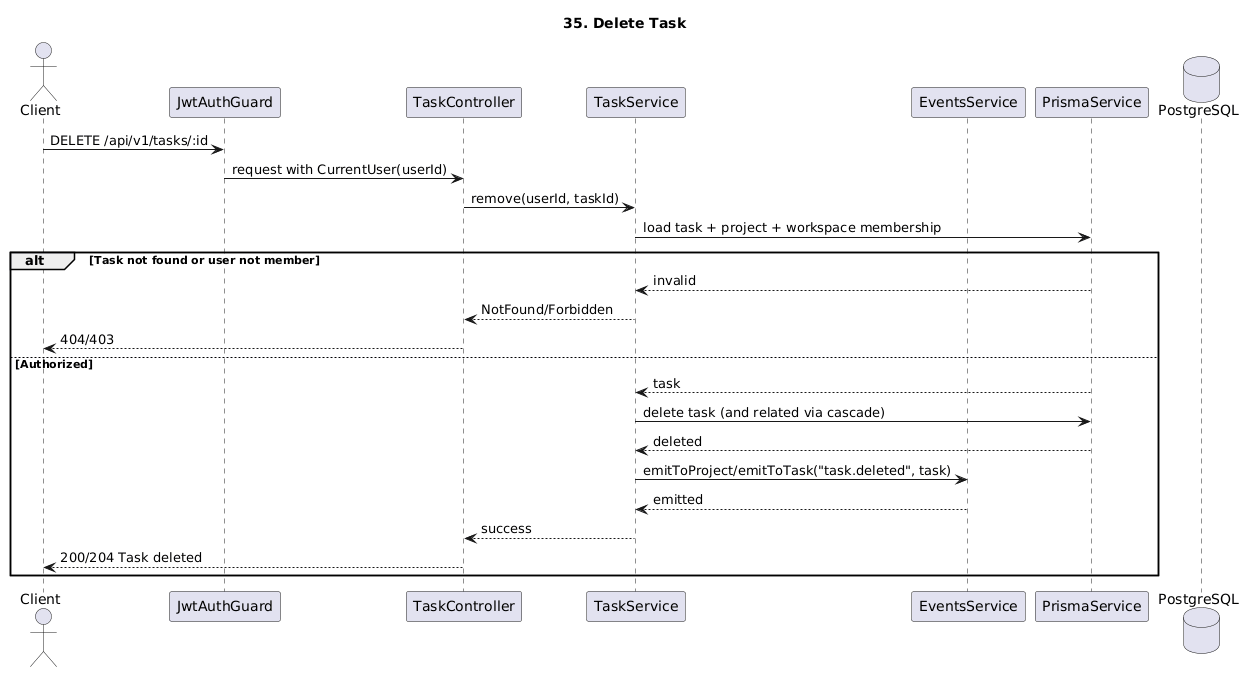 35. Delete Task
Client
JwtAuthGuard
TaskController
TaskService
EventsService
PrismaService
PostgreSQL
DELETE /api/v1/tasks/:id
request with CurrentUser(userId)
remove(userId, taskId)
load task + project + workspace membership
alt [Task not found or user not member]
invalid
NotFound/Forbidden
404/403
[Authorized]
task
delete task (and related via cascade)
deleted
emitToProject/emitToTask("task.deleted", task)
emitted
success
200/204 Task deleted
Client
JwtAuthGuard
TaskController
TaskService
EventsService
PrismaService
PostgreSQL